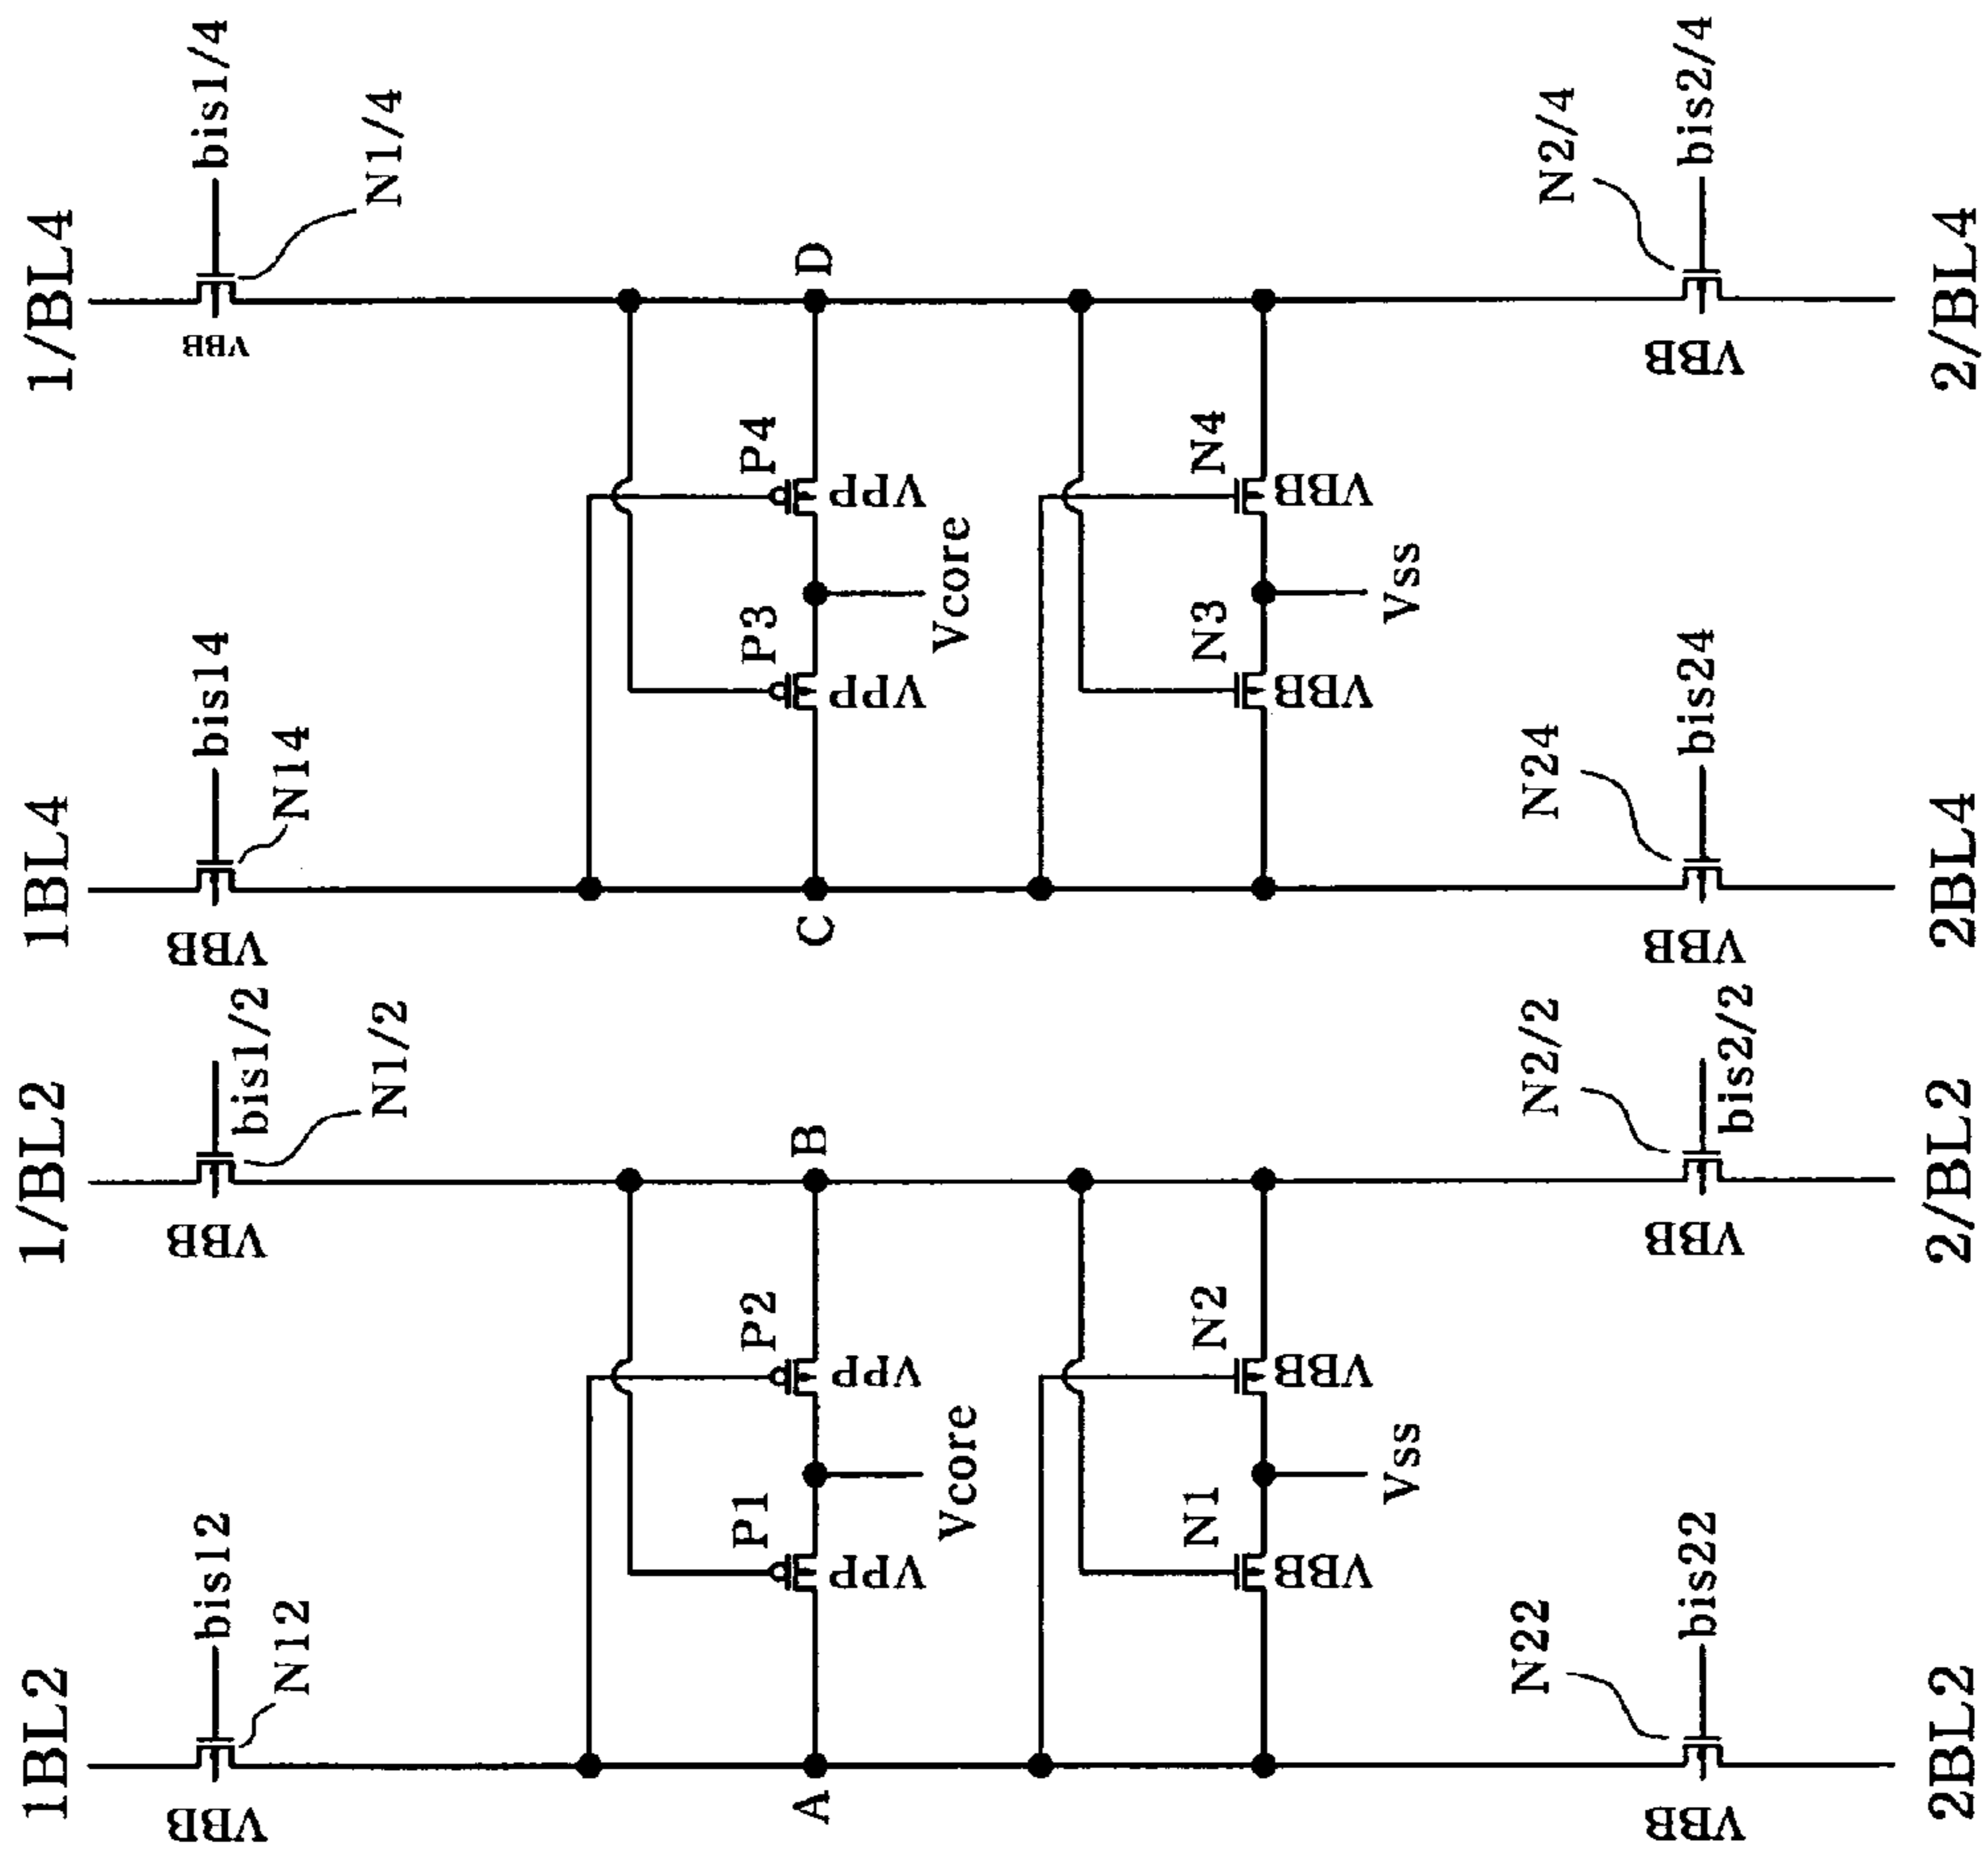 1BL2
1/BL2
1BL4
1/BL4
VBB
bis12
VBB
bis1/2
VBB
bis14
VBB
bis1/4
N12
N1/2
N14
N1/4
A
P1
P2
B
C
P3
P4
D
VPP
VPP
VPP
VPP
Vcore
Vcore
N1
N2
N3
N4
VBB
VBB
VBB
VBB
Vss
Vss
N22
N2/2
N24
N2/4
VBB
bis22
VBB
bis2/2
VBB
bis24
VBB
bis2/4
2BL2
2/BL2
2BL4
2/BL4